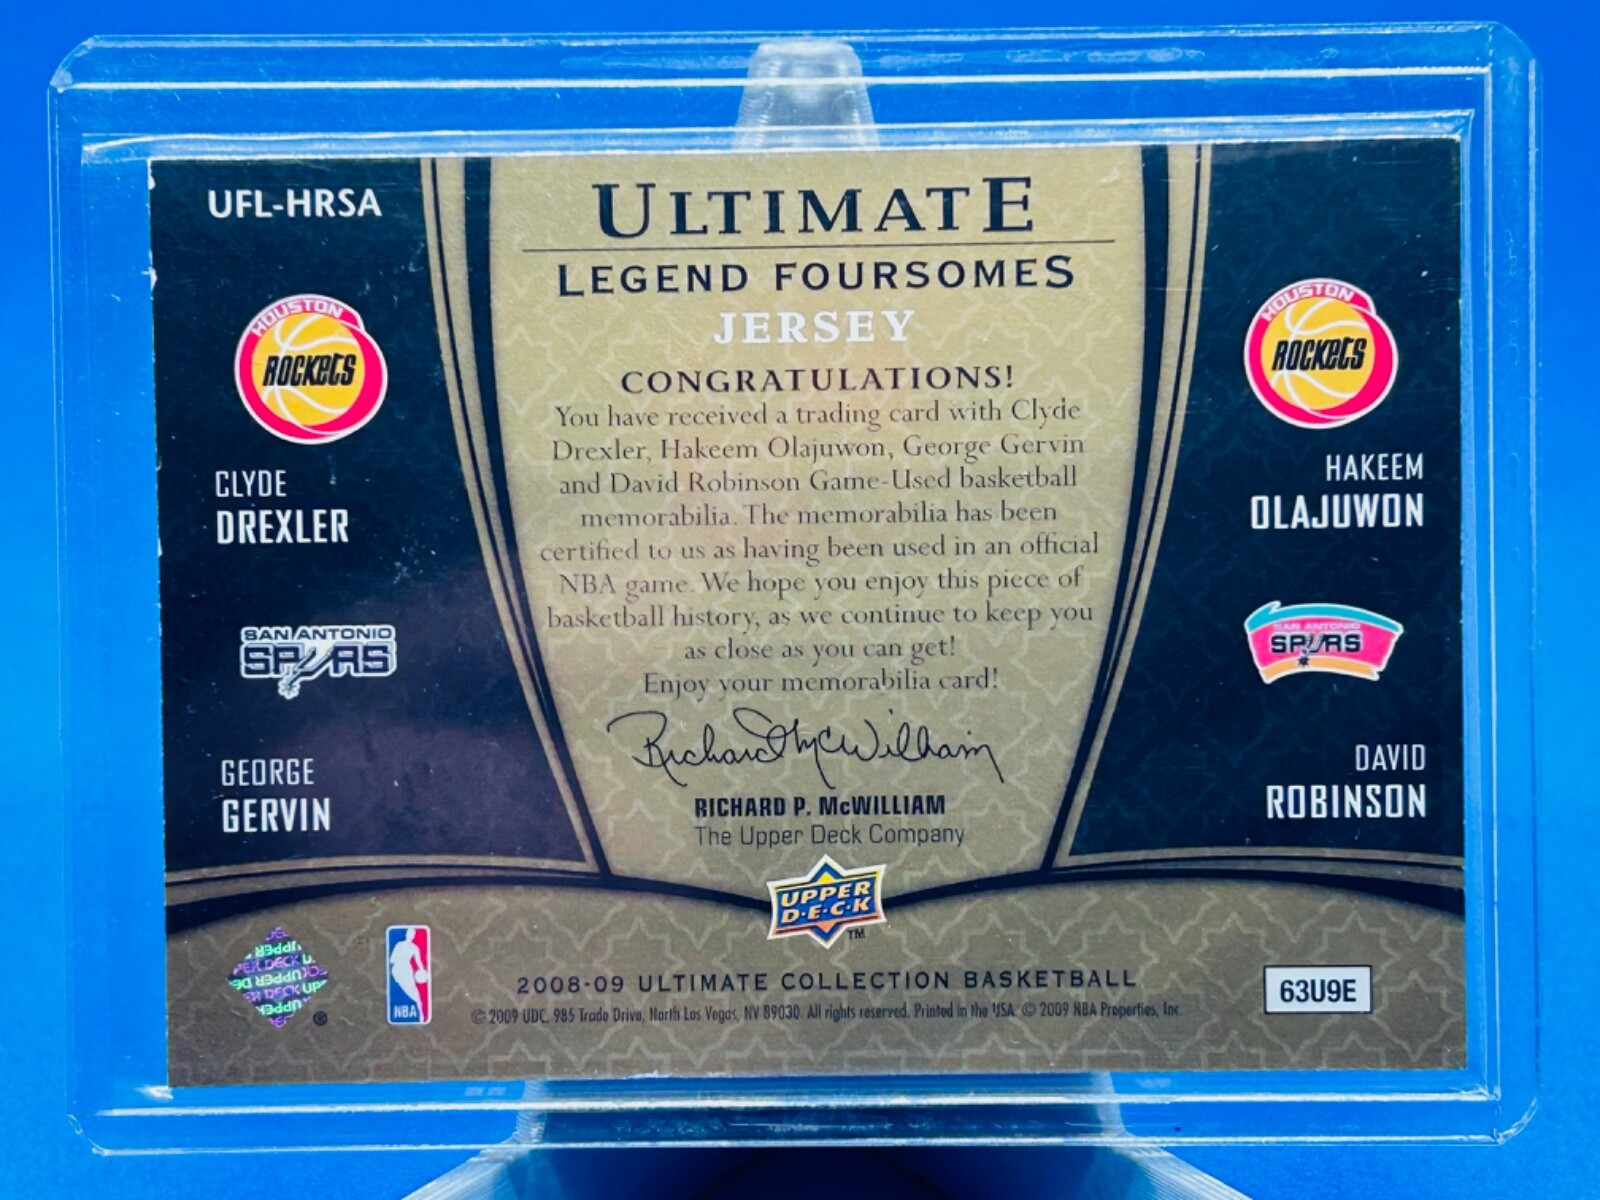 UFL-HRSA
ULTIMATE
LEGEND FOURSOMES
JERSEY
HOUSTON
ROCKETS
CLYDE
DREXLER
SAN ANTONIO
SPURS
GEORGE
GERVIN
CONGRATULATIONS!
You have received a trading card with Clyde
Drexler, Hakeem Olajuwon, George Gervin
and David Robinson Game-Used basketball
memorabilia. The memorabilia has been
certified to us as having been used in an official
NBA game. We hope you enjoy this piece of
basketball history, as we continue to keep you
as close as you can get!
Enjoy your memorabilia card!
Richard McWilliam
RICHARD P. McWILLIAM
The Upper Deck Company
HOUSTON
ROCKETS
HAKEEM
OLAJUWON
SAN ANTONIO
SPURS
DAVID
ROBINSON
UPPER
D·E·C·K
TM
UPPER DECK
®
NBA
2008-09 ULTIMATE COLLECTION BASKETBALL
© 2009 UDC. 985 Trade Drive, North Las Vegas, NV 89030. All rights reserved. Printed in the USA. © 2009 NBA Properties, Inc.
63U9E